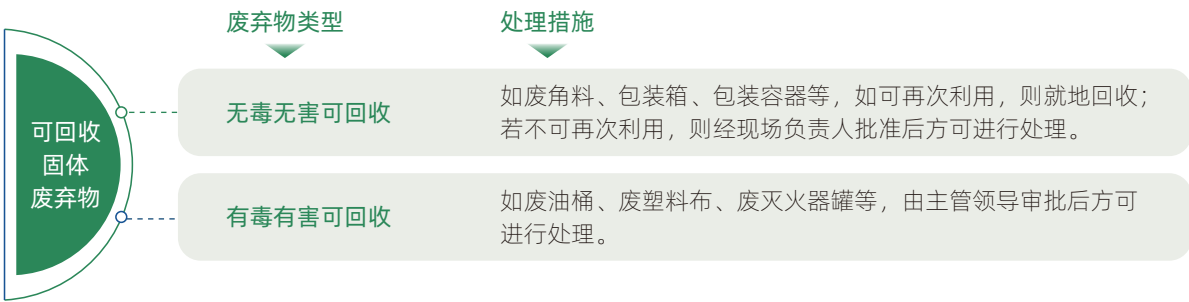 废弃物类型
处理措施
可回收
固体
废弃物
无毒无害可回收
如废角料、包装箱、包装容器等，如可再次利用，则就地回收；
若不可再次利用，则经现场负责人批准后方可进行处理。
有毒有害可回收
如废油桶、废塑料布、废灭火器罐等，由主管领导审批后方可
进行处理。